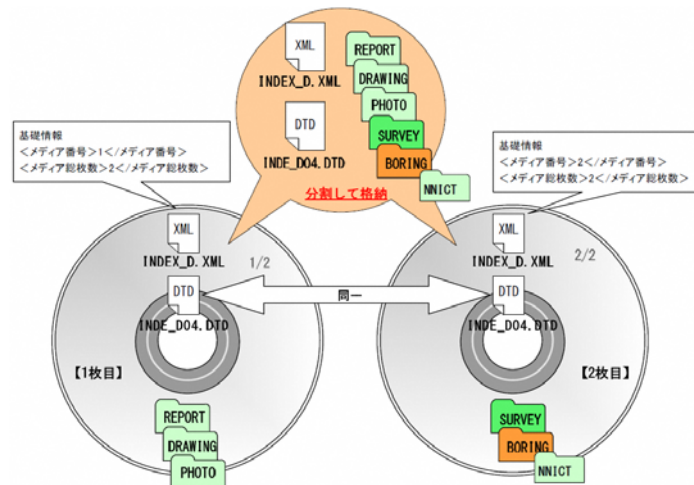 XML
INDEX_D.XML
DTD
INDE_D04.DTD
REPORT
DRAWING
PHOTO
SURVEY
BORING
NNICT
分割して格納
基礎情報
<メディア番号>1</メディア番号>
<メディア総枚数>2</メディア総枚数>
基礎情報
<メディア番号>2</メディア番号>
<メディア総枚数>2</メディア総枚数>
XML
INDEX_D.XML
1/2
DTD
INDE_D04.DTD
【1枚目】
REPORT
DRAWING
PHOTO
同一
XML
INDEX_D.XML
2/2
DTD
INDE_D04.DTD
【2枚目】
SURVEY
BORING
NNICT